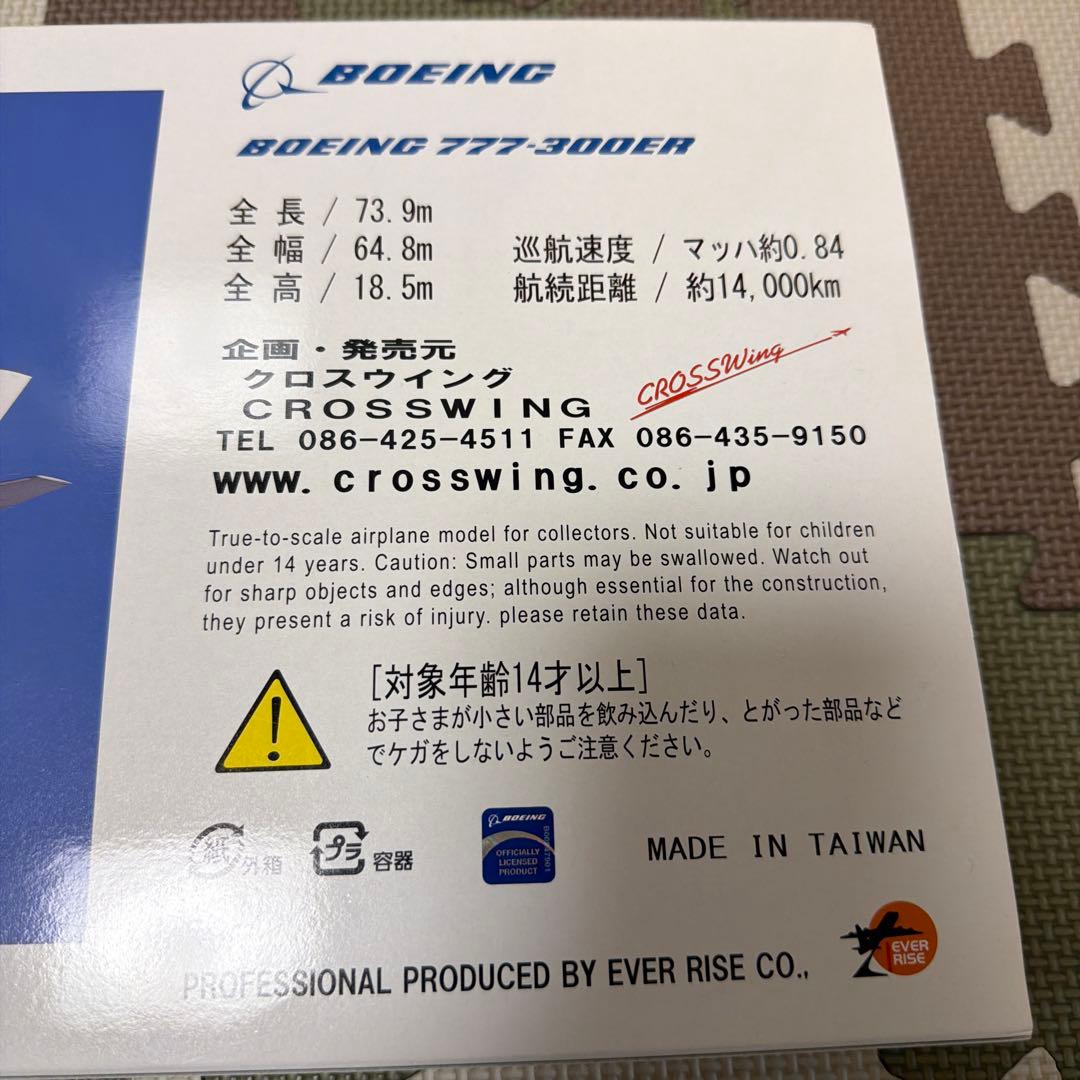 BOEING
BOEING 777-300ER
全長 / 73.9m
全幅 / 64.8m 巡航速度 / マッハ約0.84
全高 / 18.5m 航続距離 / 約14,000km
企画・発売元
クロスウイング
CROSSWING
CROSSWing
TEL 086-425-4511 FAX 086-435-9150
www.crosswing.co.jp
True-to-scale airplane model for collectors. Not suitable for children
under 14 years. Caution: Small parts may be swallowed. Watch out
for sharp objects and edges; although essential for the construction,
they present a risk of injury. please retain these data.
[対象年齢14才以上]
お子さまが小さい部品を飲み込んだり、とがった部品など
でケガをしないようご注意ください。
紙 外箱
プラ 容器
BOEING
OFFICIALLY
LICENSED
PRODUCT
MADE IN TAIWAN
EVER
RISE
PROFESSIONAL PRODUCED BY EVER RISE CO.,